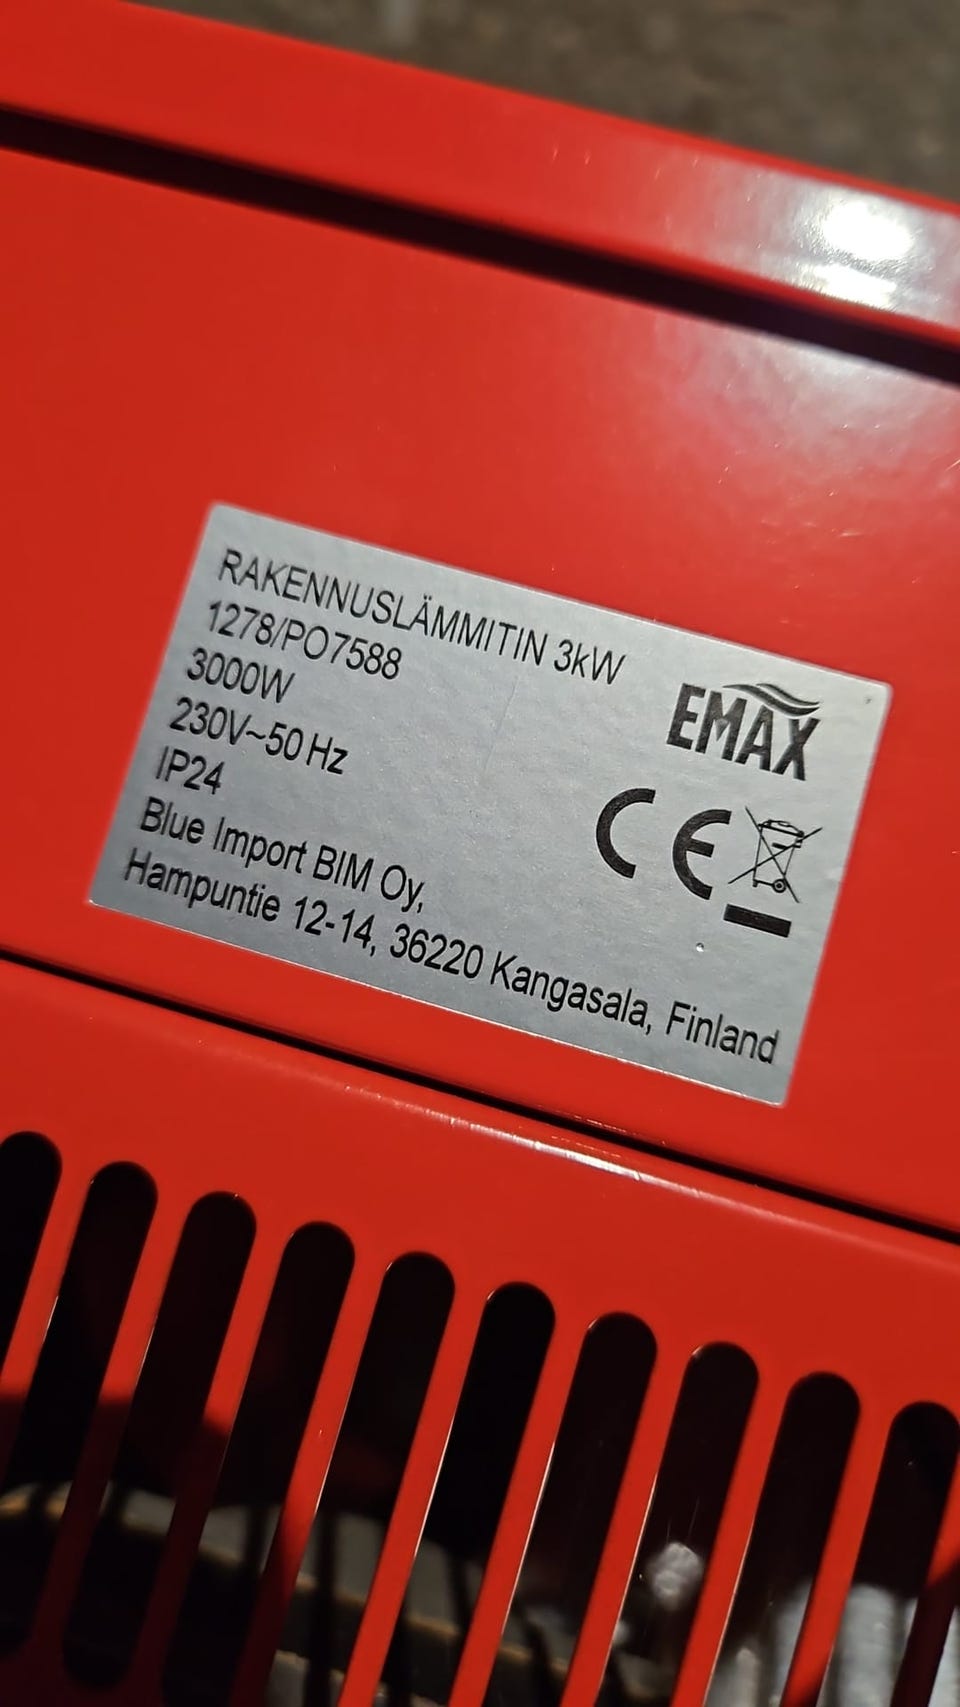 RAKENNUSLÄMMITIN 3kW
1278/PO7588
3000W
230V~50 Hz
IP24
Blue Import BIM Oy,
Hampuntie 12-14, 36220 Kangasala, Finland
EMAX
CE